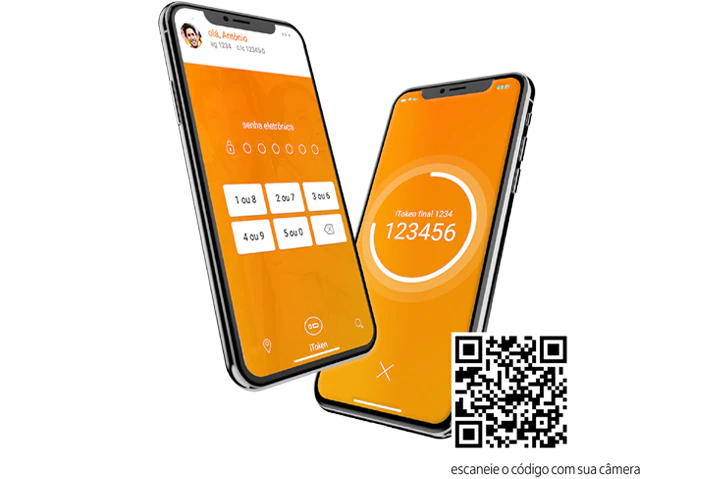 olá, Antônio
ag 1234 c/c 12345-0
senha eletrônica
1 ou 8
2 ou 7
3 ou 6
4 ou 9
5 ou 0
iToken
iToken final 1234
123456
escaneie o código com sua câmera